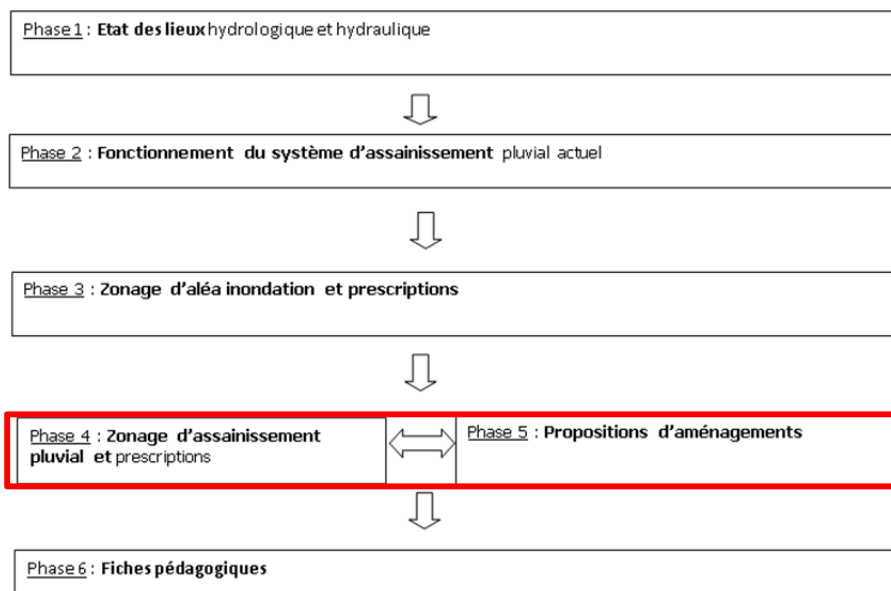 Phase 1 : Etat des lieux hydrologique et hydraulique
Phase 2 : Fonctionnement du système d'assainissement pluvial actuel
Phase 3 : Zonage d'aléa inondation et prescriptions
Phase 4 : Zonage d'assainissement
pluvial et prescriptions
Phase 5 : Propositions d'aménagements
Phase 6 : Fiches pédagogiques